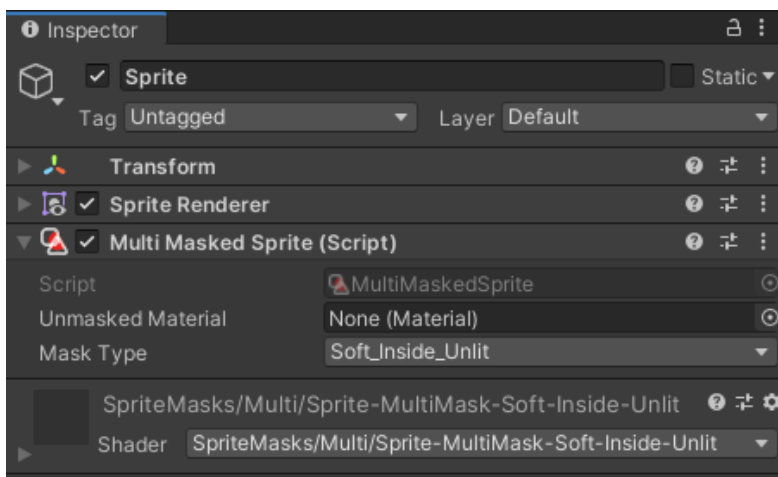 Inspector
Sprite Static
Tag Untagged Layer Default
Transform
Sprite Renderer
Multi Masked Sprite (Script)
Script MultiMaskedSprite
Unmasked Material None (Material)
Mask Type Soft_Inside_Unlit
SpriteMasks/Multi/Sprite-MultiMask-Soft-Inside-Unlit
Shader SpriteMasks/Multi/Sprite-MultiMask-Soft-Inside-Unlit